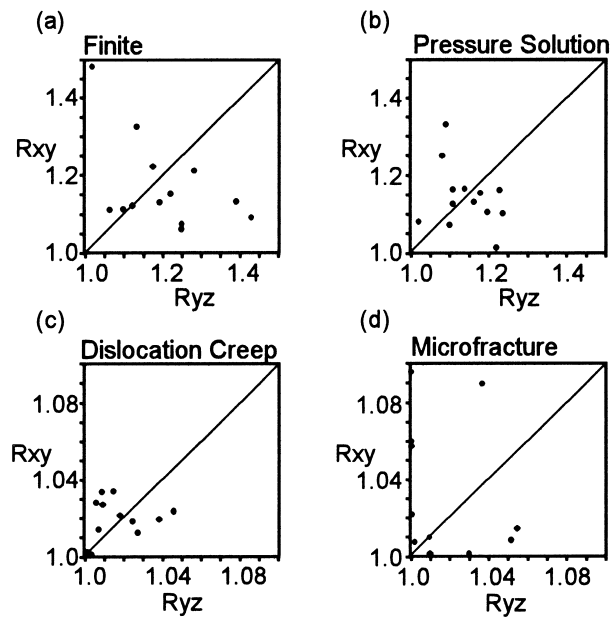 (a)
Finite
1.4
Rxy
1.2
1.0
1.0 1.2 1.4
Ryz
(b)
Pressure Solution
1.4
Rxy
1.2
1.0
1.0 1.2 1.4
Ryz
(c)
Dislocation Creep
1.08
Rxy
1.04
1.0
1.0 1.04 1.08
Ryz
(d)
Microfracture
1.08
Rxy
1.04
1.0
1.0 1.04 1.08
Ryz